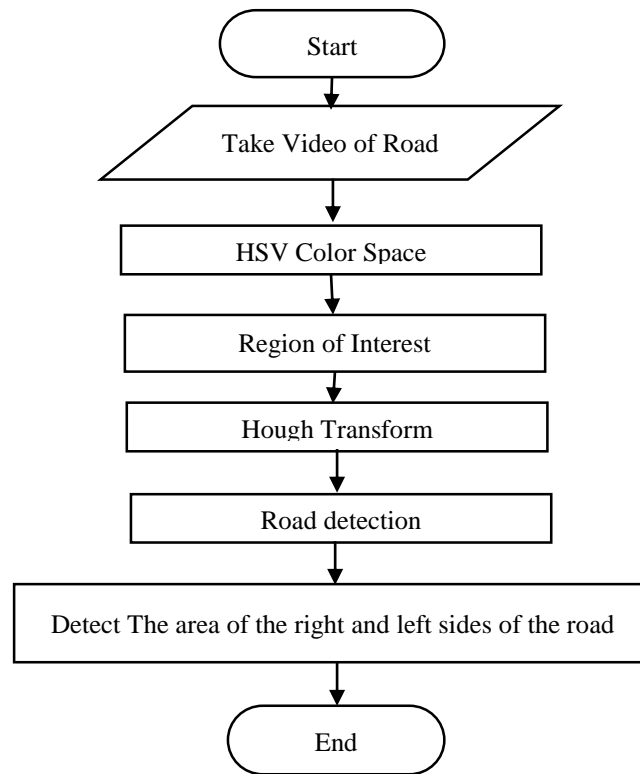 Start
Take Video of Road
HSV Color Space
Region of Interest
Hough Transform
Road detection
Detect The area of the right and left sides of the road
End